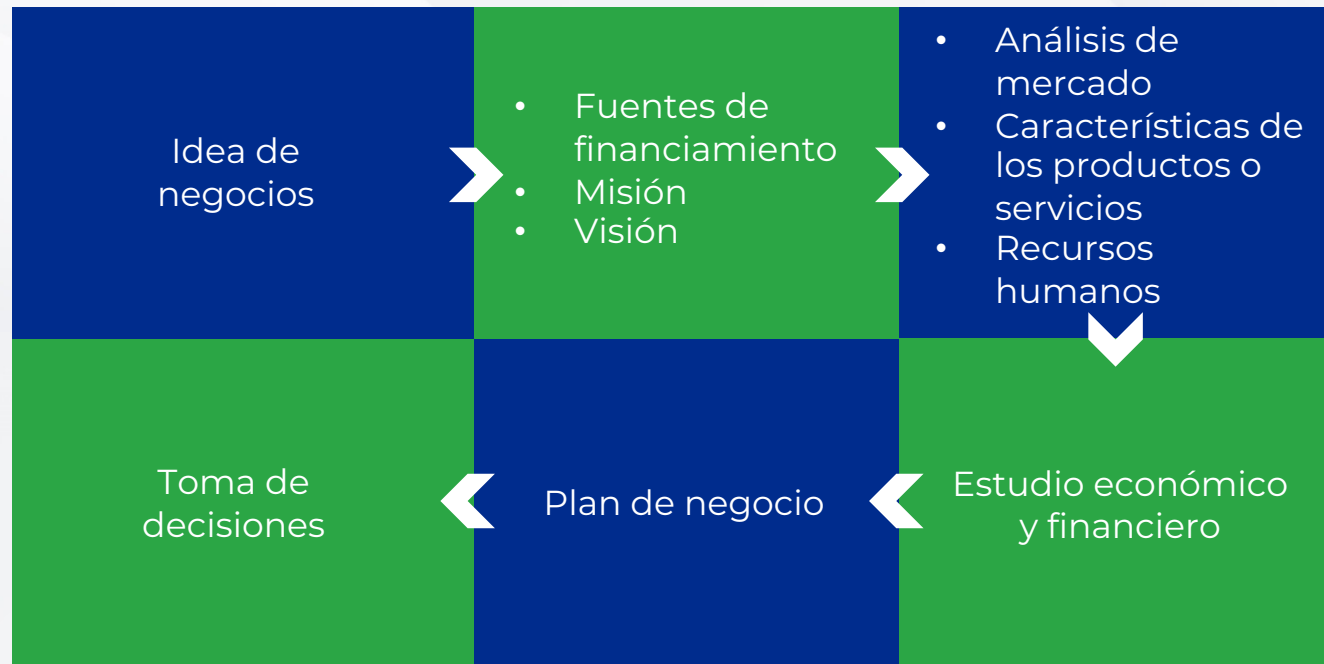 Idea de
negocios
• Fuentes de
financiamiento
• Misión
• Visión
• Análisis de
mercado
• Características de
los productos o
servicios
• Recursos
humanos
Estudio económico
y financiero
Plan de negocio
Toma de
decisiones